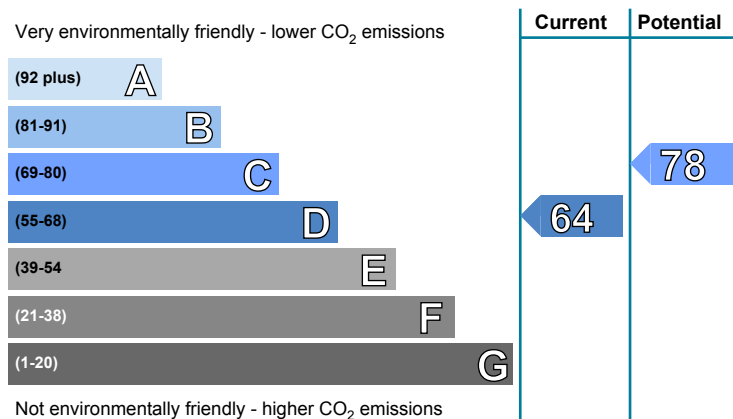 Current Potential
Very environmentally friendly - lower CO₂ emissions
(92 plus) A
(81-91) B
(69-80) C
78
(55-68) D
64
(39-54 E
(21-38) F
(1-20) G
Not environmentally friendly - higher CO₂ emissions